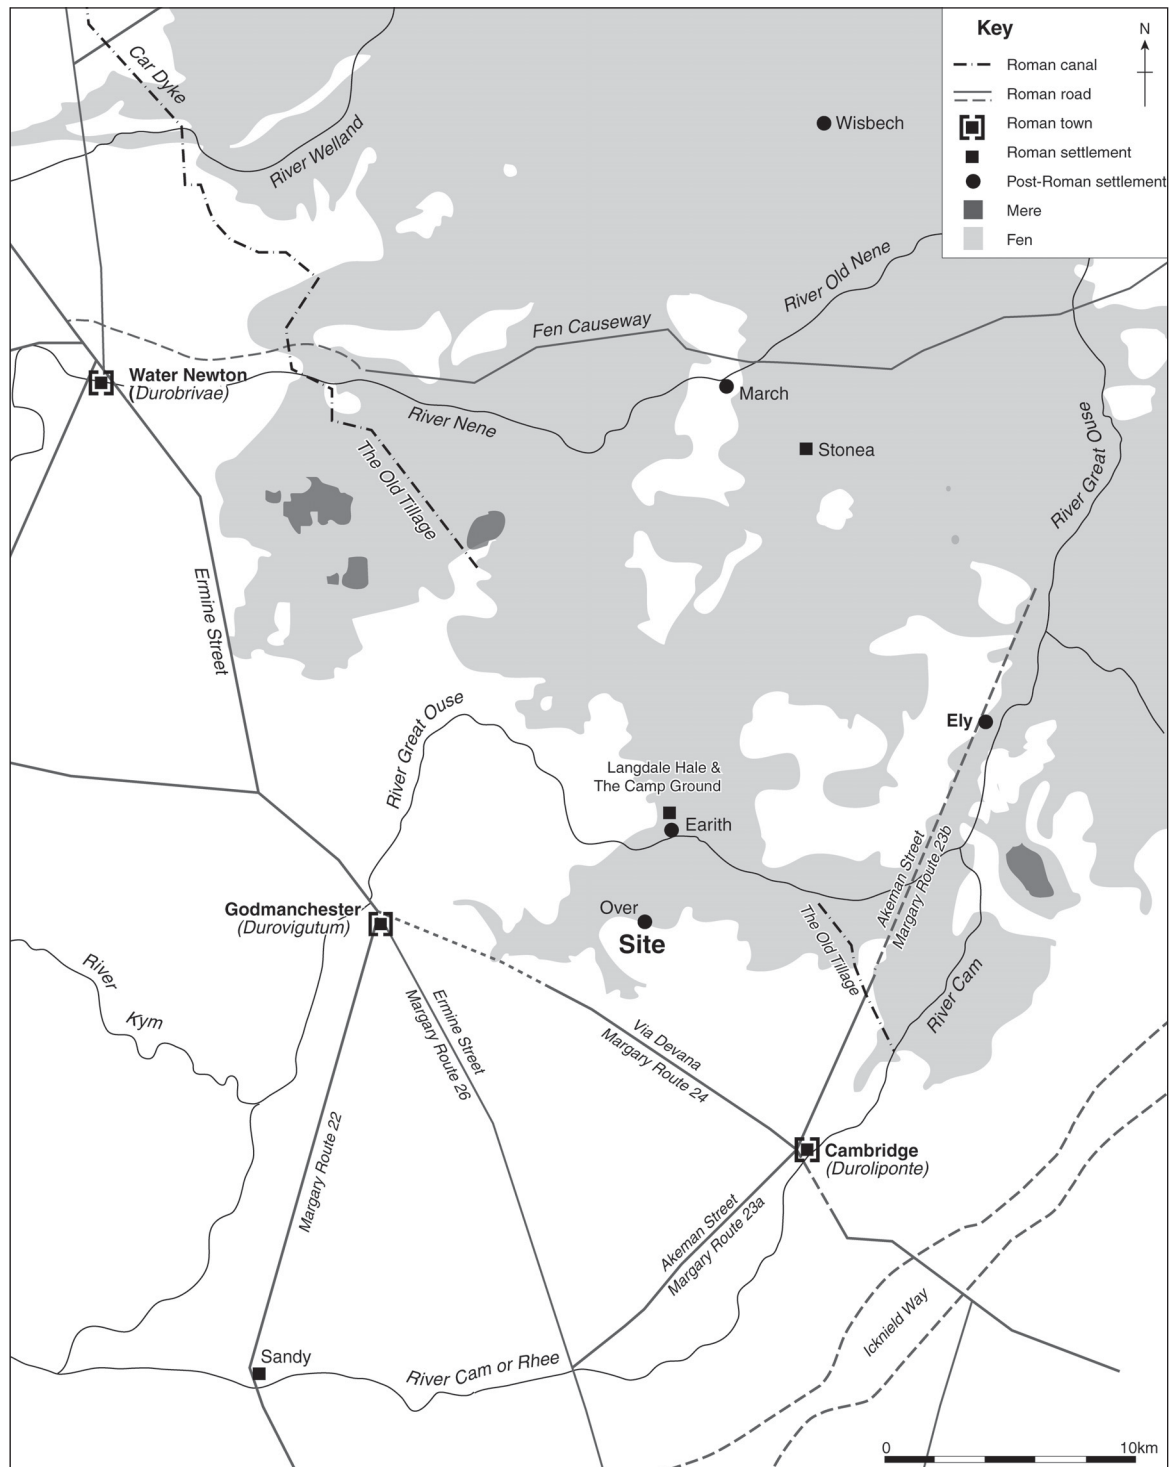 Key
N
Roman canal
Roman road
Roman town
Roman settlement
Post-Roman settlement
Mere
Fen
Car Dyke
River Welland
Wisbech
River Old Nene
Fen Causeway
Water Newton
(Durobrivae)
River Nene
March
Stonea
The Old Tillage
River Great Ouse
Ermine Street
River Great Ouse
Ely
Langdale Hale &
The Camp Ground
Earith
Akeman Street
Margary Route 23b
Godmanchester
(Durovigutum)
Over
Site
The Old Tillage
River
Kym
River Cam
Ermine Street
Margary Route 26
Via Devana
Margary Route 24
Margary Route 22
Cambridge
(Duroliponte)
Akeman Street
Margary Route 23a
Icknield Way
Sandy
River Cam or Rhee
0
10km